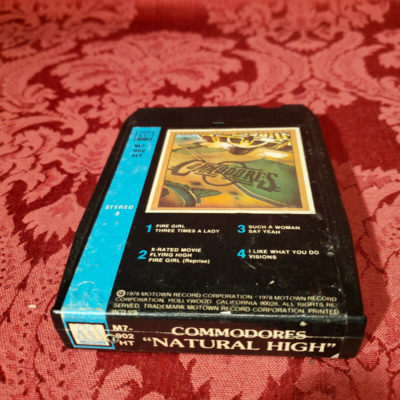 M7-
902
HT
STEREO
8
COMMODORES
1 FIRE GIRL
THREE TIMES A LADY
2 X-RATED MOVIE
FLYING HIGH
FIRE GIRL (Reprise)
3 SUCH A WOMAN
SAY YEAH
4 I LIKE WHAT YOU DO
VISIONS
Ⓟ1978 MOTOWN RECORD CORPORATION ©1978 MOTOWN RECORD
CORPORATION, HOLLYWOOD, CALIFORNIA 90028. ALL RIGHTS RE-
SERVED. TRADEMARK MOTOWN RECORD CORPORATION. PRINTED
IN U.S.A.
M7-
902
HT
COMMODORES
"NATURAL HIGH"